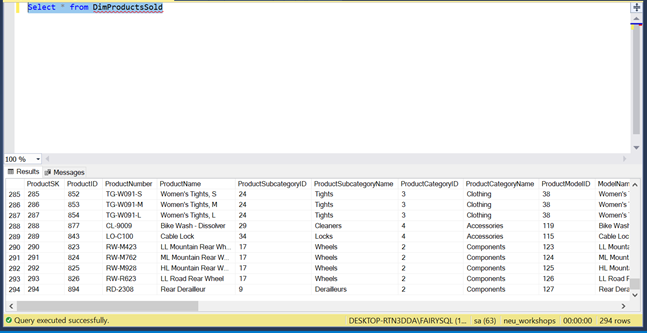 Select * from DimProductsSold
100 %
Results Messages
ProductSK ProductID ProductNumber ProductName ProductSubcategoryID ProductSubcategoryName ProductCategoryID ProductCategoryName ProductModelID ModelNam
285 285 852 TG-W091-S Women's Tights, S 24 Tights 3 Clothing 38 Women's
286 286 853 TG-W091-M Women's Tights, M 24 Tights 3 Clothing 38 Women's
287 287 854 TG-W091-L Women's Tights, L 24 Tights 3 Clothing 38 Women's
288 288 877 CL-9009 Bike Wash - Dissolver 29 Cleaners 4 Accessories 119 Bike Was
289 289 843 LO-C100 Cable Lock 34 Locks 4 Accessories 115 Cable Loc
290 290 823 RW-M423 LL Mountain Rear Wh... 17 Wheels 2 Components 123 LL Mounta
291 291 824 RW-M762 ML Mountain Rear W... 17 Wheels 2 Components 124 ML Moun
292 292 825 RW-M928 HL Mountain Rear W... 17 Wheels 2 Components 125 HL Mount
293 293 826 RW-R623 LL Road Rear Wheel 17 Wheels 2 Components 126 LL Road
294 294 894 RD-2308 Rear Derailleur 9 Derailleurs 2 Components 127 Rear Dera
Query executed successfully. DESKTOP-RTN3DDA\FAIRYSQL (1... sa (63) neu_workshops 00:00:00 294 rows